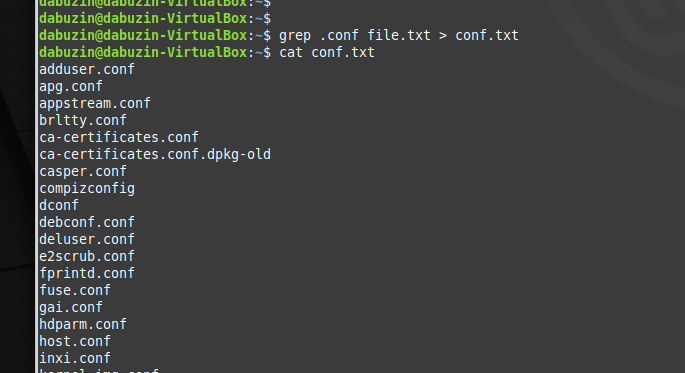 dabuzin@dabuzin-VirtualBox:~$
dabuzin@dabuzin-VirtualBox:~$
dabuzin@dabuzin-VirtualBox:~$ grep .conf file.txt > conf.txt
dabuzin@dabuzin-VirtualBox:~$ cat conf.txt
adduser.conf
apg.conf
appstream.conf
brltty.conf
ca-certificates.conf
ca-certificates.conf.dpkg-old
casper.conf
compizconfig
dconf
debconf.conf
deluser.conf
e2scrub.conf
fprintd.conf
fuse.conf
gai.conf
hdparm.conf
host.conf
inxi.conf